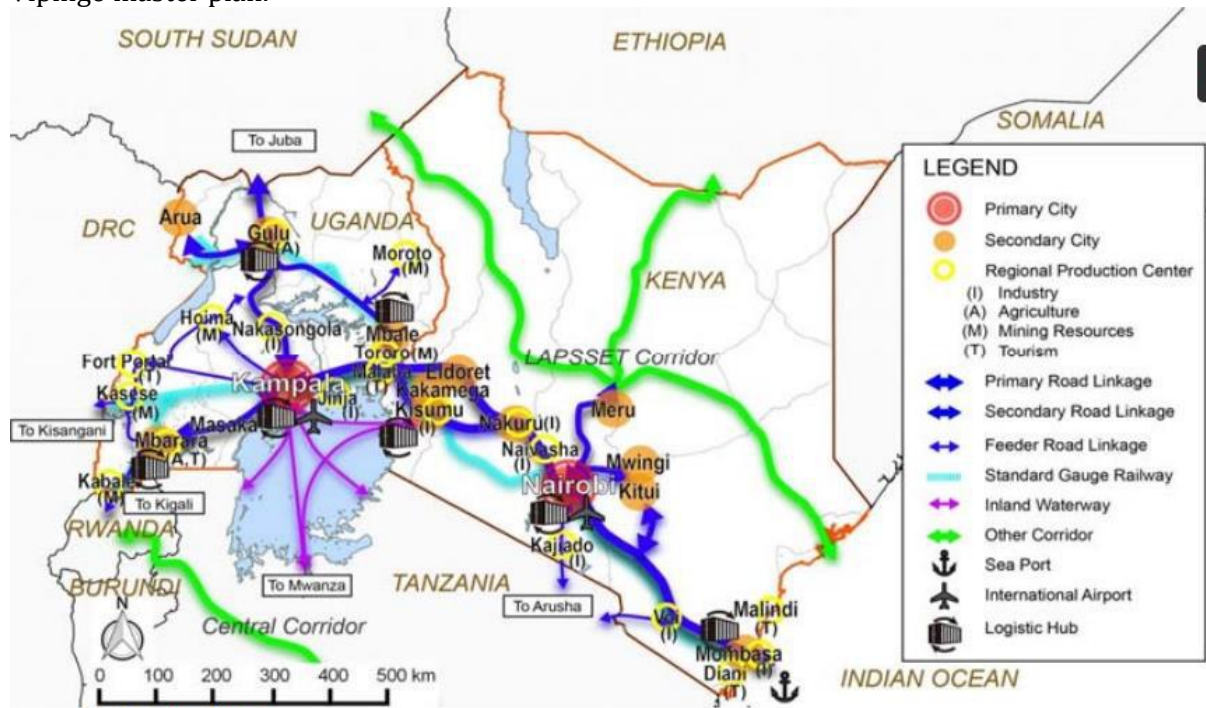 Vipingo master plan.
SOUTH SUDAN
ETHIOPIA
SOMALIA
To Juba
DRC
Arua
UGANDA
Gulu
(A)
Moroto
(M)
KENYA
Hoima
(M)
Nakasongola
(I)
Mbale
Tororo(M)
Malaba
(T)
LAPSSET Corridor
Fort Portal
(T)
Kampala
Jinja
(I)
Eldoret
Kakamega
Kisumu
(I)
Kasese
(M)
Masaka
Meru
Nakuru(I)
To Kisangani
Mbarara
(A,T)
Naivasha
(I)
Mwingi
Kitui
Nairobi
Kabale
(M)
To Kigali
RWANDA
Kajiado
(I)
BURUNDI
To Mwanza
TANZANIA
To Arusha
Voi
(I)
Malindi
(T)
N
Central Corridor
Mombasa
Diani
(T)
INDIAN OCEAN
0 100 200 300 400 500 km
LEGEND
Primary City
Secondary City
Regional Production Center
(I) Industry
(A) Agriculture
(M) Mining Resources
(T) Tourism
Primary Road Linkage
Secondary Road Linkage
Feeder Road Linkage
Standard Gauge Railway
Inland Waterway
Other Corridor
Sea Port
International Airport
Logistic Hub